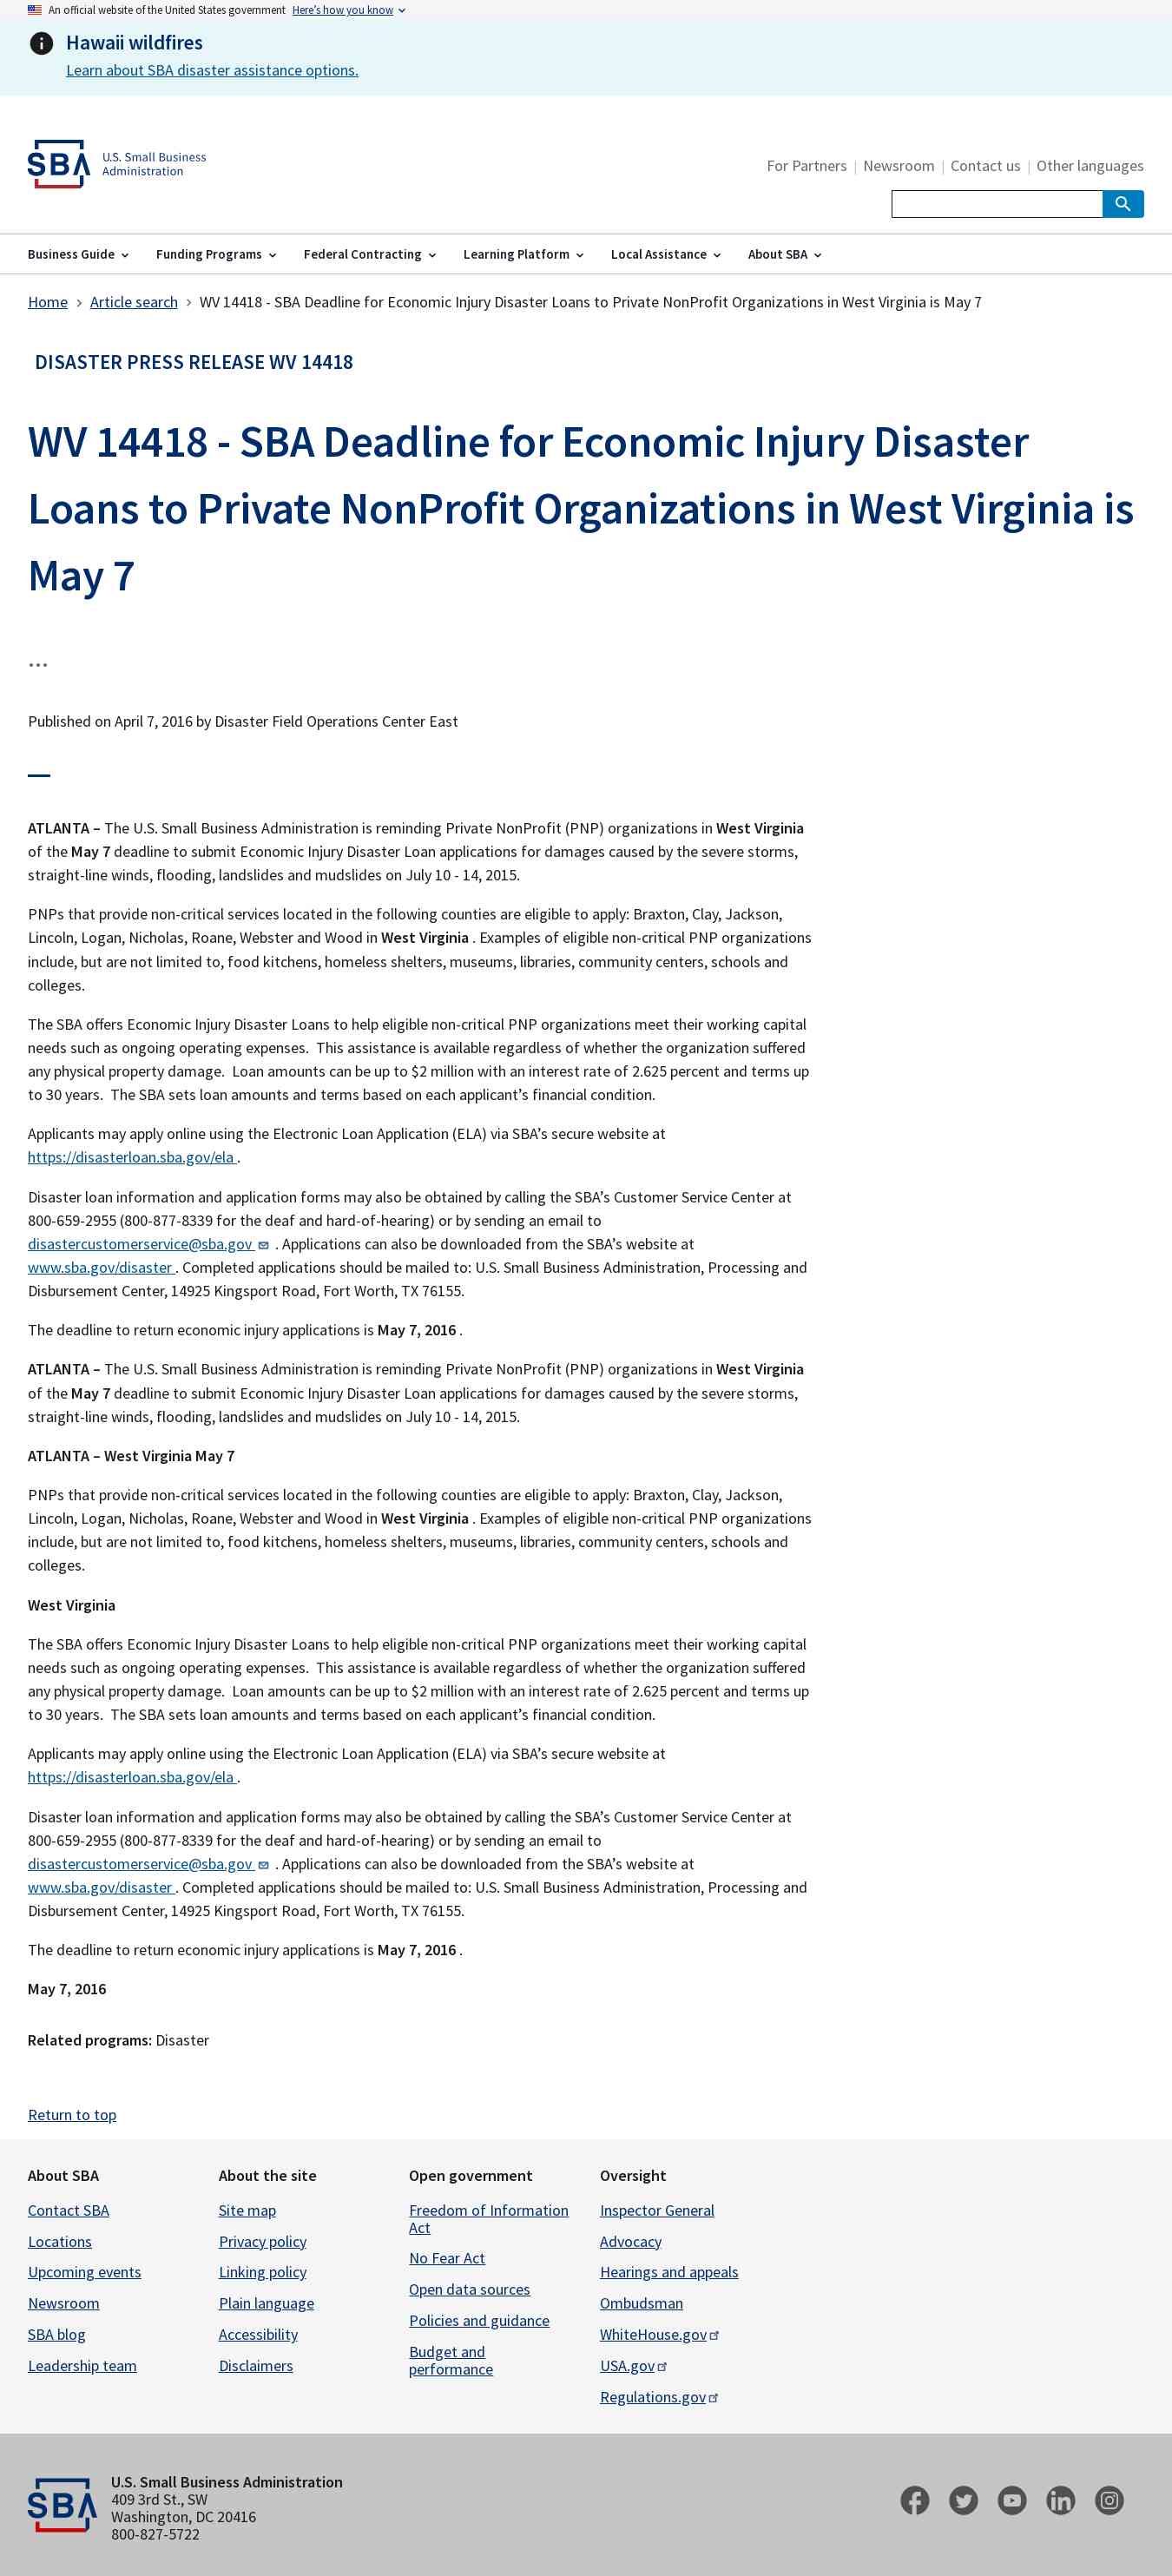 An official website of the United States government Here's how you know
Hawaii wildfires
Learn about SBA disaster assistance options.
SBA U.S. Small Business
Administration
For Partners | Newsroom | Contact us | Other languages
Business Guide Funding Programs Federal Contracting Learning Platform Local Assistance About SBA
Home > Article search > WV 14418 - SBA Deadline for Economic Injury Disaster Loans to Private NonProfit Organizations in West Virginia is May 7
DISASTER PRESS RELEASE WV 14418
WV 14418 - SBA Deadline for Economic Injury Disaster
Loans to Private NonProfit Organizations in West Virginia is
May 7
...
Published on April 7, 2016 by Disaster Field Operations Center East
ATLANTA – The U.S. Small Business Administration is reminding Private NonProfit (PNP) organizations in West Virginia
of the May 7 deadline to submit Economic Injury Disaster Loan applications for damages caused by the severe storms,
straight-line winds, flooding, landslides and mudslides on July 10 - 14, 2015.
PNPs that provide non-critical services located in the following counties are eligible to apply: Braxton, Clay, Jackson,
Lincoln, Logan, Nicholas, Roane, Webster and Wood in West Virginia . Examples of eligible non-critical PNP organizations
include, but are not limited to, food kitchens, homeless shelters, museums, libraries, community centers, schools and
colleges.
The SBA offers Economic Injury Disaster Loans to help eligible non-critical PNP organizations meet their working capital
needs such as ongoing operating expenses.  This assistance is available regardless of whether the organization suffered
any physical property damage.  Loan amounts can be up to $2 million with an interest rate of 2.625 percent and terms up
to 30 years.  The SBA sets loan amounts and terms based on each applicant’s financial condition.
Applicants may apply online using the Electronic Loan Application (ELA) via SBA’s secure website at
https://disasterloan.sba.gov/ela .
Disaster loan information and application forms may also be obtained by calling the SBA’s Customer Service Center at
800-659-2955 (800-877-8339 for the deaf and hard-of-hearing) or by sending an email to
disastercustomerservice@sba.gov . Applications can also be downloaded from the SBA’s website at
www.sba.gov/disaster . Completed applications should be mailed to: U.S. Small Business Administration, Processing and
Disbursement Center, 14925 Kingsport Road, Fort Worth, TX 76155.
The deadline to return economic injury applications is May 7, 2016 .
ATLANTA – The U.S. Small Business Administration is reminding Private NonProfit (PNP) organizations in West Virginia
of the May 7 deadline to submit Economic Injury Disaster Loan applications for damages caused by the severe storms,
straight-line winds, flooding, landslides and mudslides on July 10 - 14, 2015.
ATLANTA – West Virginia May 7
PNPs that provide non-critical services located in the following counties are eligible to apply: Braxton, Clay, Jackson,
Lincoln, Logan, Nicholas, Roane, Webster and Wood in West Virginia . Examples of eligible non-critical PNP organizations
include, but are not limited to, food kitchens, homeless shelters, museums, libraries, community centers, schools and
colleges.
West Virginia
The SBA offers Economic Injury Disaster Loans to help eligible non-critical PNP organizations meet their working capital
needs such as ongoing operating expenses.  This assistance is available regardless of whether the organization suffered
any physical property damage.  Loan amounts can be up to $2 million with an interest rate of 2.625 percent and terms up
to 30 years.  The SBA sets loan amounts and terms based on each applicant’s financial condition.
Applicants may apply online using the Electronic Loan Application (ELA) via SBA’s secure website at
https://disasterloan.sba.gov/ela .
Disaster loan information and application forms may also be obtained by calling the SBA’s Customer Service Center at
800-659-2955 (800-877-8339 for the deaf and hard-of-hearing) or by sending an email to
disastercustomerservice@sba.gov . Applications can also be downloaded from the SBA’s website at
www.sba.gov/disaster . Completed applications should be mailed to: U.S. Small Business Administration, Processing and
Disbursement Center, 14925 Kingsport Road, Fort Worth, TX 76155.
The deadline to return economic injury applications is May 7, 2016 .
May 7, 2016
Related programs: Disaster
Return to top
About SBA
Contact SBA
Locations
Upcoming events
Newsroom
SBA blog
Leadership team
About the site
Site map
Privacy policy
Linking policy
Plain language
Accessibility
Disclaimers
Open government
Freedom of Information
Act
No Fear Act
Open data sources
Policies and guidance
Budget and
performance
Oversight
Inspector General
Advocacy
Hearings and appeals
Ombudsman
WhiteHouse.gov
USA.gov
Regulations.gov
SBA
U.S. Small Business Administration
409 3rd St., SW
Washington, DC 20416
800-827-5722